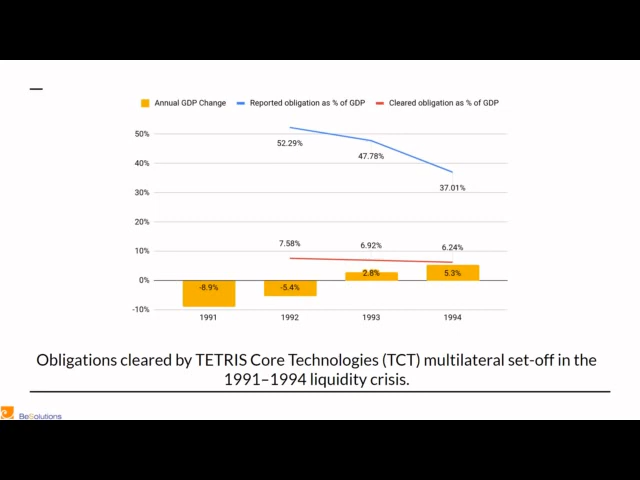 Annual GDP Change Reported obligation as % of GDP Cleared obligation as % of GDP
50%
52.29%
47.78%
40%
37.01%
30%
20%
10%
7.58% 6.92% 6.24%
0%
-8.9% -5.4% 2.8% 5.3%
-10%
1991 1992 1993 1994
Obligations cleared by TETRIS Core Technologies (TCT) multilateral set-off in the
1991–1994 liquidity crisis.
BeSolutions